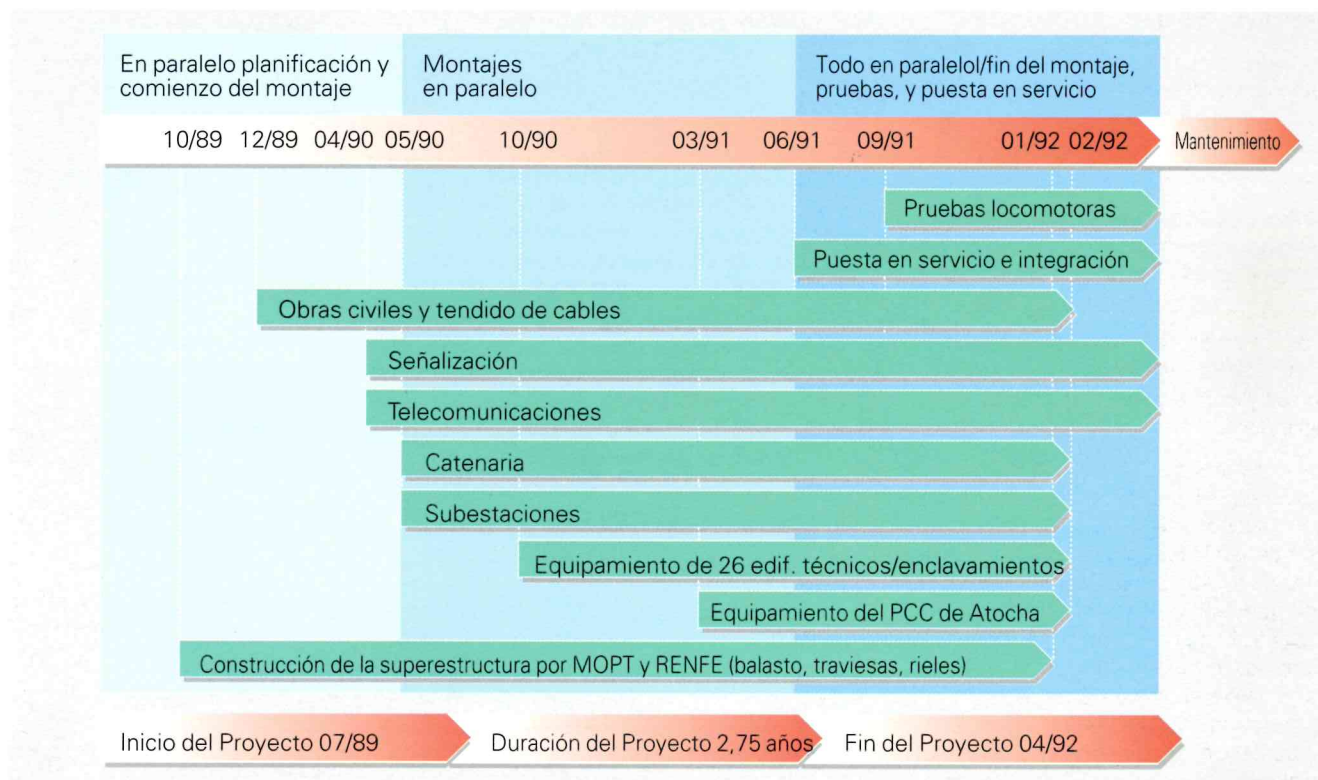 En paralelo planificación y
comienzo del montaje
Montajes
en paralelo
Todo en paralelol/fin del montaje,
pruebas, y puesta en servicio
10/89 12/89 04/90 05/90 10/90 03/91 06/91 09/91 01/92 02/92 Mantenimiento
Pruebas locomotoras
Puesta en servicio e integración
Obras civiles y tendido de cables
Señalización
Telecomunicaciones
Catenaria
Subestaciones
Equipamiento de 26 edif. técnicos/enclavamientos
Equipamiento del PCC de Atocha
Construcción de la superestructura por MOPT y RENFE (balasto, traviesas, rieles)
Inicio del Proyecto 07/89 Duración del Proyecto 2,75 años Fin del Proyecto 04/92